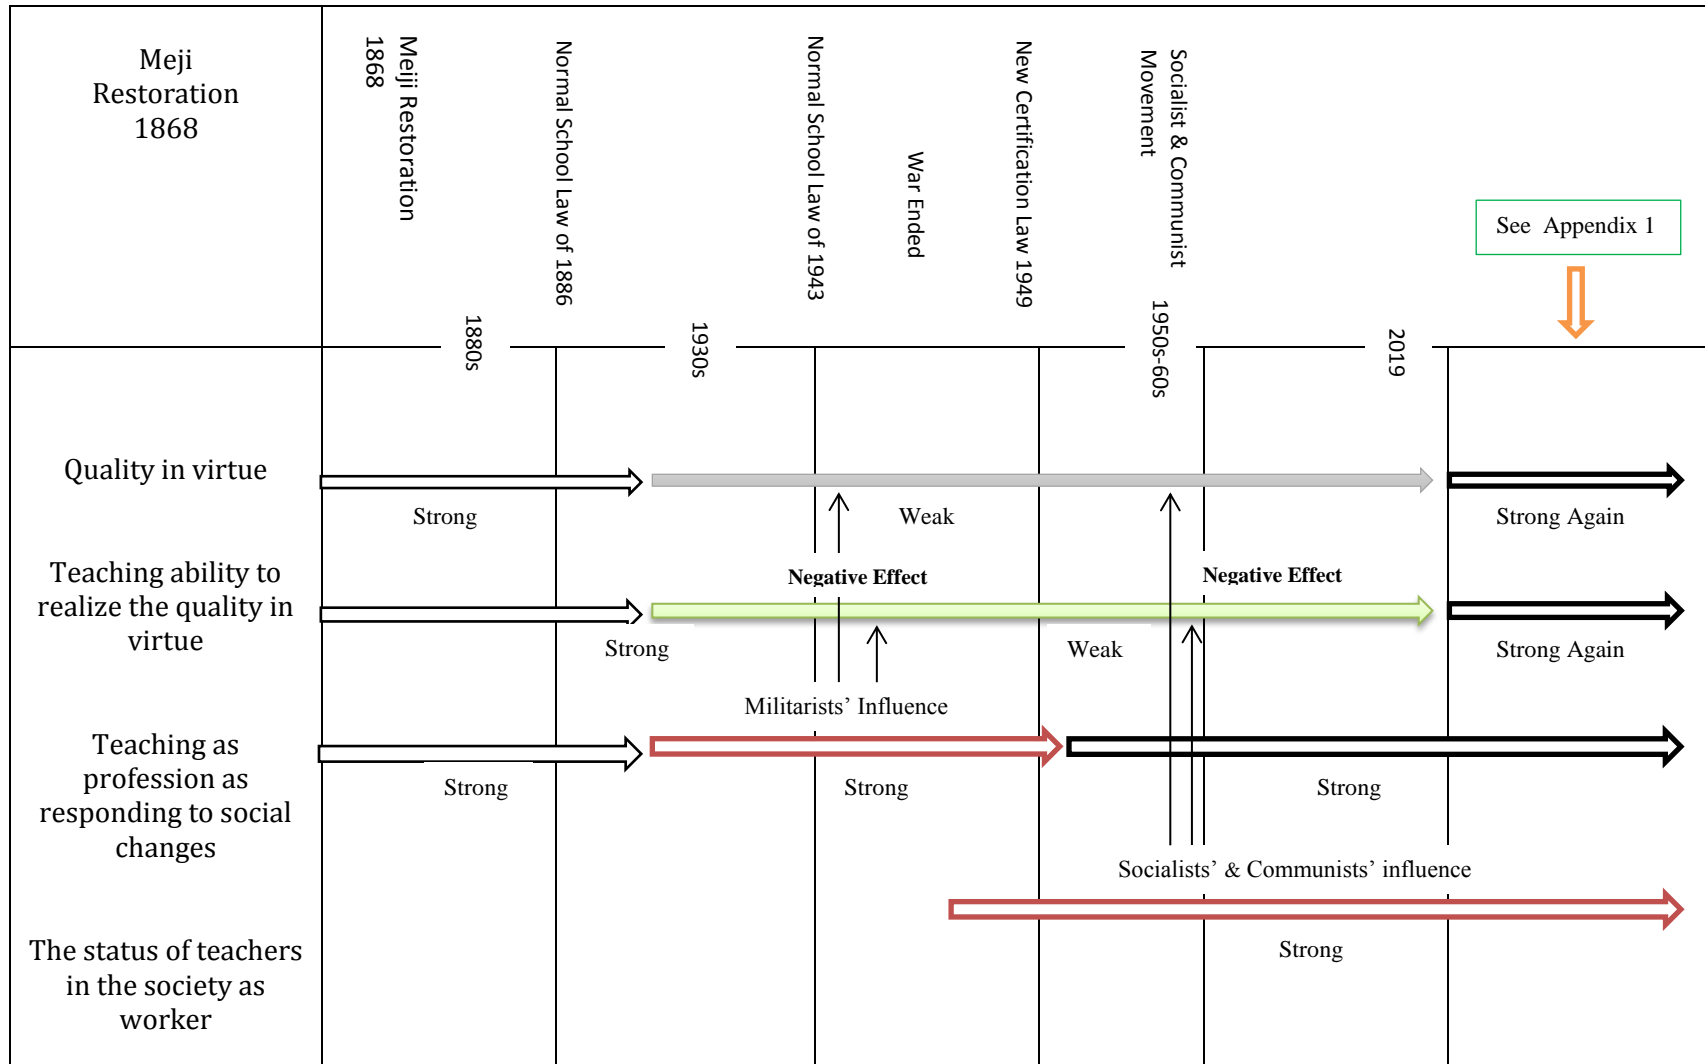 Meji
Restoration
1868
Meiji Restoration
1868
Normal School Law of 1886
Normal School Law of 1943
War Ended
New Certification Law 1949
Socialist & Communist
Movement
See Appendix 1
1880s
1930s
1950s-60s
2019
Quality in virtue
Strong
Weak
Strong Again
Teaching ability to
realize the quality in
virtue
Negative Effect
Negative Effect
Strong
Weak
Strong Again
Militarists’ Influence
Teaching as
profession as
responding to social
changes
Strong
Strong
Strong
Socialists’ & Communists’ influence
The status of teachers
in the society as
worker
Strong